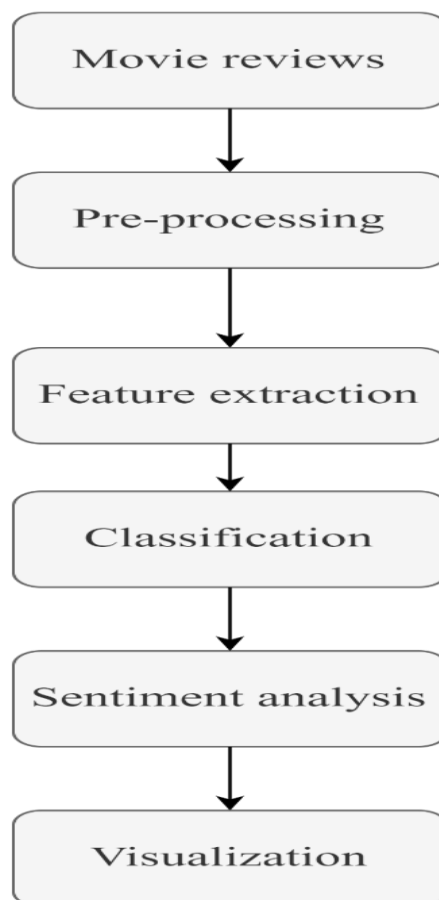 Movie reviews
Pre-processing
Feature extraction
Classification
Sentiment analysis
Visualization